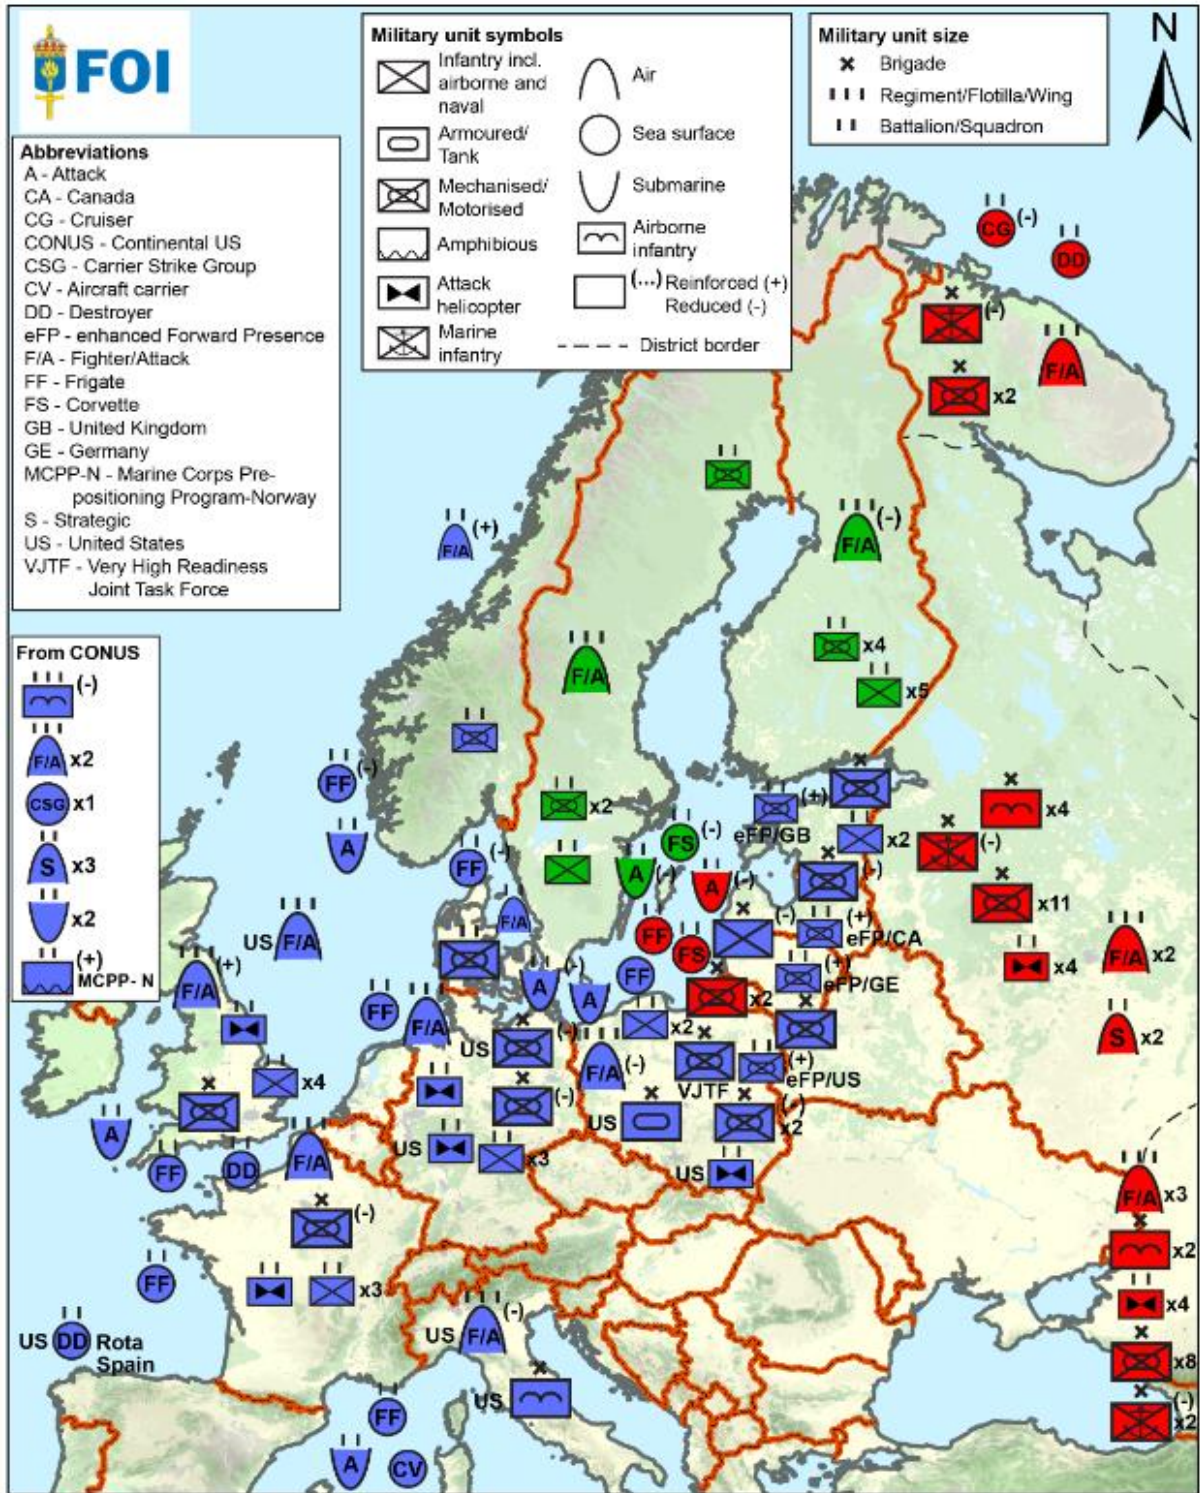 FOI
Abbreviations
A - Attack
CA - Canada
CG - Cruiser
CONUS - Continental US
CSG - Carrier Strike Group
CV - Aircraft carrier
DD - Destroyer
eFP - enhanced Forward Presence
F/A - Fighter/Attack
FF - Frigate
FS - Corvette
GB - United Kingdom
GE - Germany
MCPP-N - Marine Corps Pre-
positioning Program-Norway
S - Strategic
US - United States
VJTF - Very High Readiness
Joint Task Force
Military unit symbols
Infantry incl.
airborne and
naval
Armoured/
Tank
Mechanised/
Motorised
Amphibious
Attack
helicopter
Marine
infantry
Air
Sea surface
Submarine
Airborne
infantry
(...) Reinforced (+)
Reduced (-)
District border
Military unit size
Brigade
Regiment/Flotilla/Wing
Battalion/Squadron
N
From CONUS
(-)
F/A x2
CSG x1
S x3
x2
(+)
MCPP- N
CG (-)
DD
(-)
F/A
x2
F/A (+)
F/A (-)
F/A
x4
x5
FF (-)
A
x2
FS (-)
A (-)
A (-)
FF (-)
F/A
FF
FS
FF
(+)
eFP/GB
x2
(-)
(-)
(+)
eFP/CA
(+)
eFP/GE
x2
x4
(-)
x11
x4
F/A x2
S x2
US F/A
F/A (+)
FF
F/A
A (-)
A
x2
US (-)
F/A (-)
VJTF
(+)
eFP/US
x4
(-)
US
(-)
x2
A
FF
DD
F/A
US
x3
US
(-)
x3
FF
US DD Rota
Spain
US F/A (-)
US
FF
A
CV
F/A x3
x2
x4
x8
(-)
x2